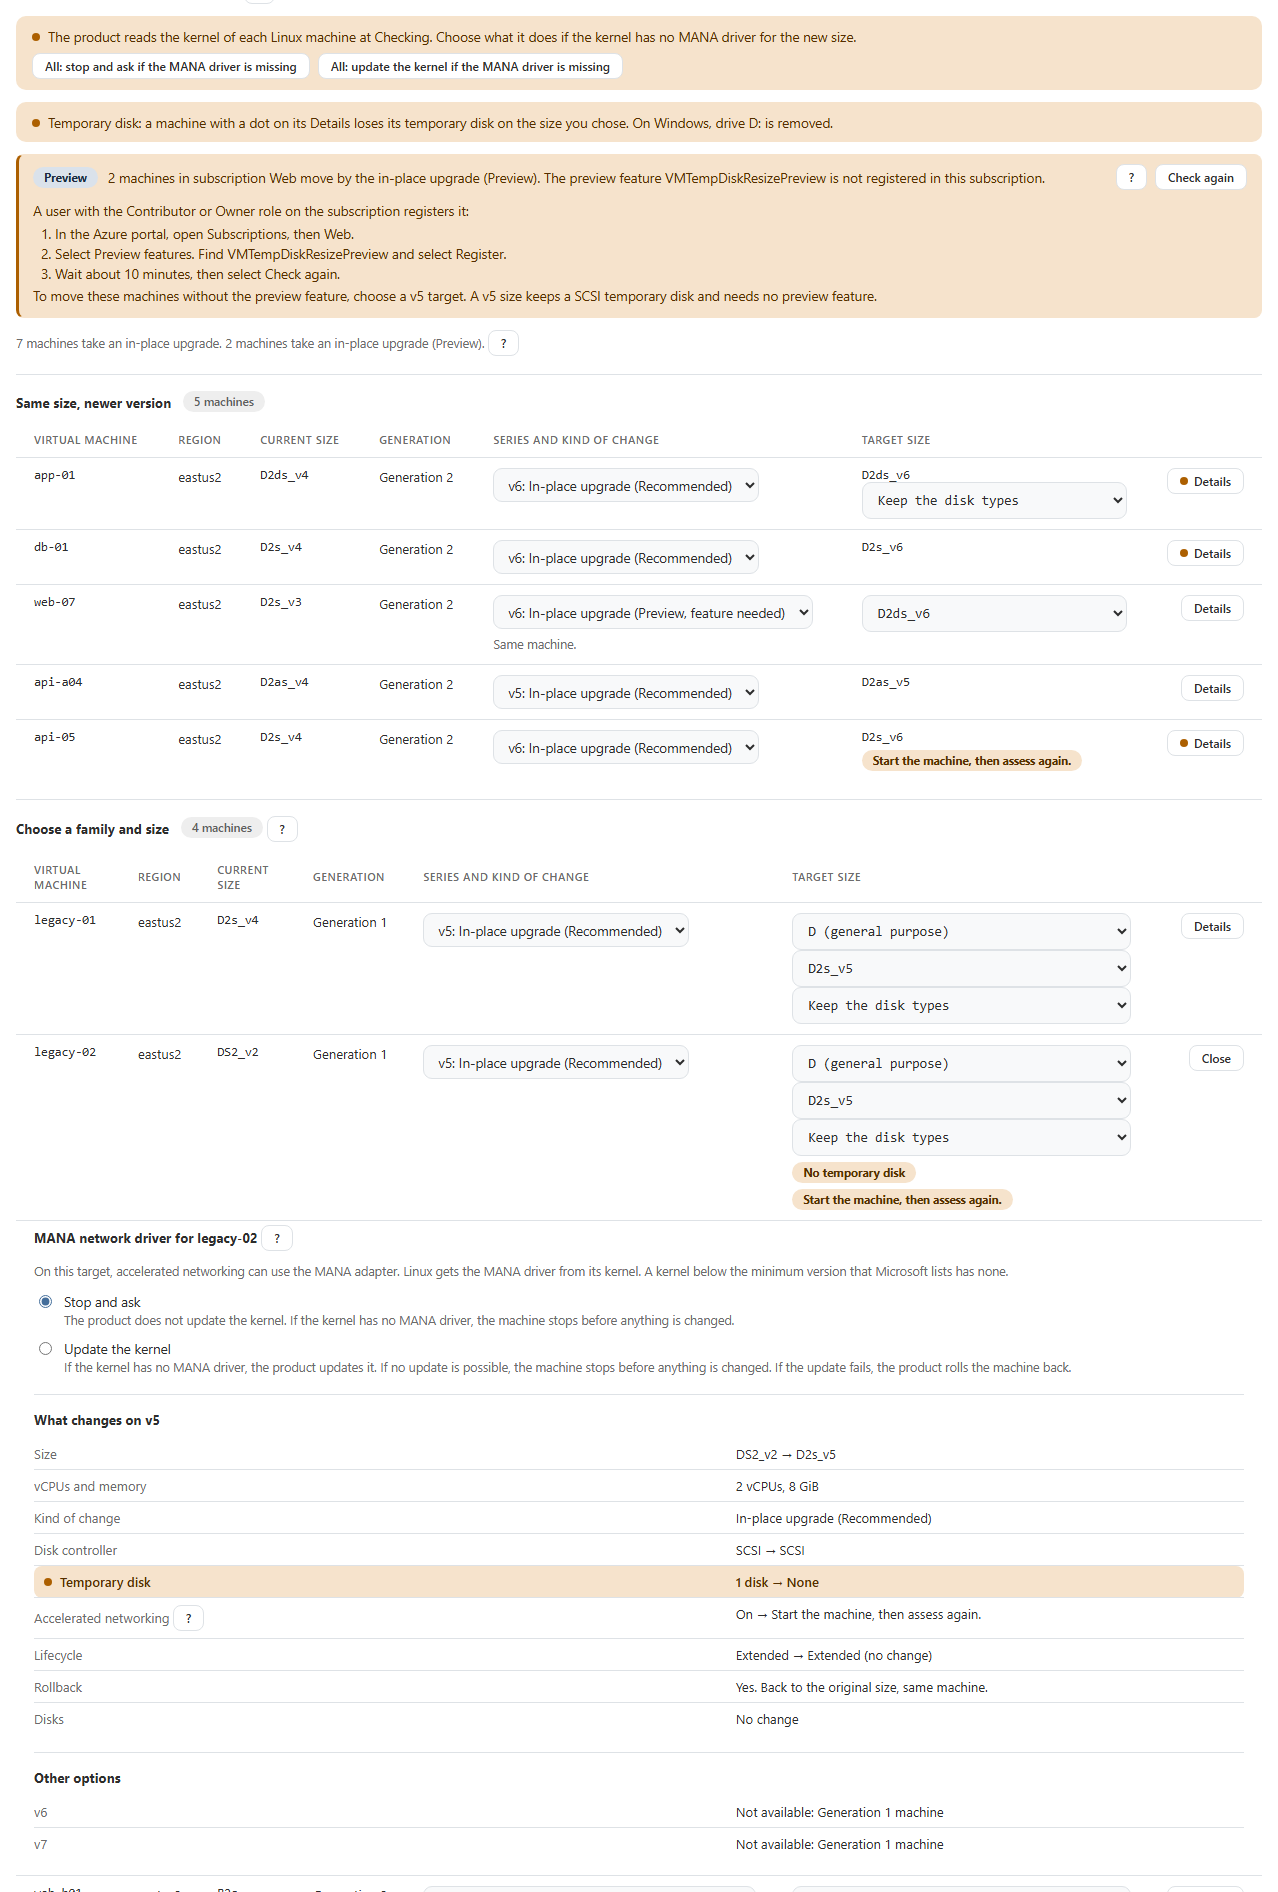 The product reads the kernel of each Linux machine at Checking. Choose what it does if the kernel has no MANA driver for the new size.
All: stop and ask if the MANA driver is missing
All: update the kernel if the MANA driver is missing
Temporary disk: a machine with a dot on its Details loses its temporary disk on the size you chose. On Windows, drive D: is removed.
Preview 2 machines in subscription Web move by the in-place upgrade (Preview). The preview feature VMTempDiskResizePreview is not registered in this subscription. ? Check again
A user with the Contributor or Owner role on the subscription registers it:
1. In the Azure portal, open Subscriptions, then Web.
2. Select Preview features. Find VMTempDiskResizePreview and select Register.
3. Wait about 10 minutes, then select Check again.
To move these machines without the preview feature, choose a v5 target. A v5 size keeps a SCSI temporary disk and needs no preview feature.
7 machines take an in-place upgrade. 2 machines take an in-place upgrade (Preview). ?
Same size, newer version 5 machines
VIRTUAL MACHINE REGION CURRENT SIZE GENERATION SERIES AND KIND OF CHANGE TARGET SIZE
app-01 eastus2 D2ds_v4 Generation 2 v6: In-place upgrade (Recommended) D2ds_v6 Details
Keep the disk types
db-01 eastus2 D2s_v4 Generation 2 v6: In-place upgrade (Recommended) D2s_v6 Details
web-07 eastus2 D2s_v3 Generation 2 v6: In-place upgrade (Preview, feature needed) D2ds_v6 Details
Same machine.
api-a04 eastus2 D2as_v4 Generation 2 v5: In-place upgrade (Recommended) D2as_v5 Details
api-05 eastus2 D2s_v4 Generation 2 v6: In-place upgrade (Recommended) D2s_v6 Details
Start the machine, then assess again.
Choose a family and size 4 machines ?
VIRTUAL MACHINE REGION CURRENT SIZE GENERATION SERIES AND KIND OF CHANGE TARGET SIZE
legacy-01 eastus2 D2s_v4 Generation 1 v5: In-place upgrade (Recommended) D (general purpose) Details
D2s_v5
Keep the disk types
legacy-02 eastus2 DS2_v2 Generation 1 v5: In-place upgrade (Recommended) D (general purpose) Close
D2s_v5
Keep the disk types
No temporary disk
Start the machine, then assess again.
MANA network driver for legacy-02 ?
On this target, accelerated networking can use the MANA adapter. Linux gets the MANA driver from its kernel. A kernel below the minimum version that Microsoft lists has none.
Stop and ask
The product does not update the kernel. If the kernel has no MANA driver, the machine stops before anything is changed.
Update the kernel
If the kernel has no MANA driver, the product updates it. If no update is possible, the machine stops before anything is changed. If the update fails, the product rolls the machine back.
What changes on v5
Size DS2_v2 → D2s_v5
vCPUs and memory 2 vCPUs, 8 GiB
Kind of change In-place upgrade (Recommended)
Disk controller SCSI → SCSI
Temporary disk 1 disk → None
Accelerated networking ? On → Start the machine, then assess again.
Lifecycle Extended → Extended (no change)
Rollback Yes. Back to the original size, same machine.
Disks No change
Other options
v6 Not available: Generation 1 machine
v7 Not available: Generation 1 machine